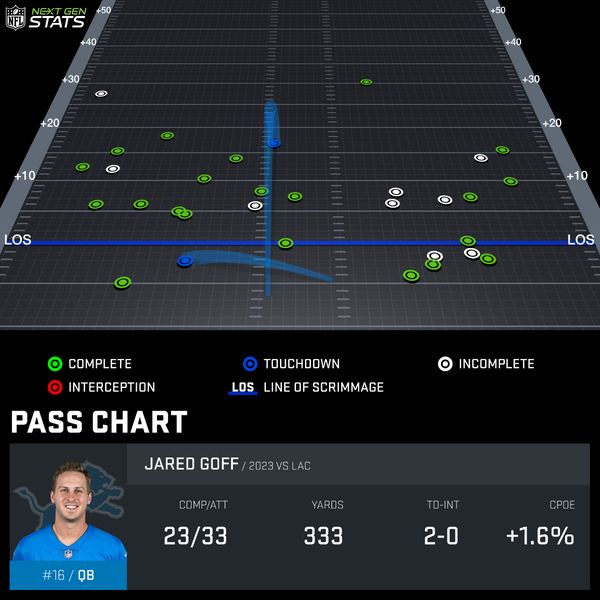 NFL NEXT GEN STATS
+50 +50
+40 +40
+30 +30
+20 +20
+10 +10
LOS LOS
COMPLETE TOUCHDOWN INCOMPLETE
INTERCEPTION LOS LINE OF SCRIMMAGE
PASS CHART
JARED GOFF / 2023 VS LAC
COMP/ATT YARDS TD-INT CPOE
23/33 333 2-0 +1.6%
#16 / QB